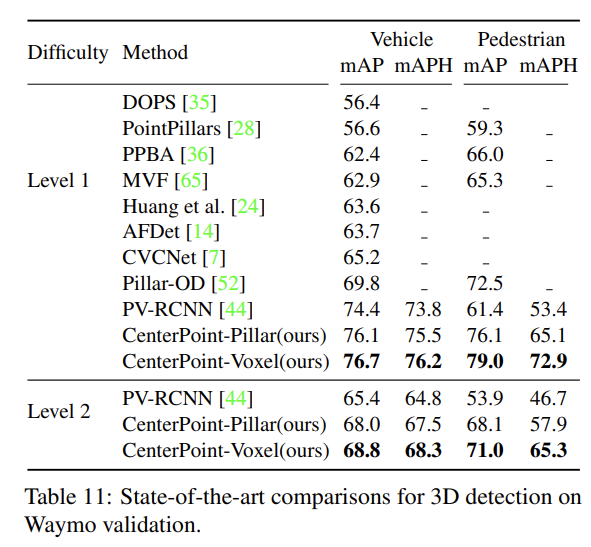 Difficulty Method Vehicle Pedestrian
mAP mAPH mAP mAPH
DOPS [35] 56.4 - -
PointPillars [28] 56.6 - 59.3 -
PPBA [36] 62.4 - 66.0 -
Level 1 MVF [65] 62.9 - 65.3 -
Huang et al. [24] 63.6 - -
AFDet [14] 63.7 - -
CVCNet [7] 65.2 - -
Pillar-OD [52] 69.8 - 72.5 -
PV-RCNN [44] 74.4 73.8 61.4 53.4
CenterPoint-Pillar(ours) 76.1 75.5 76.1 65.1
CenterPoint-Voxel(ours) 76.7 76.2 79.0 72.9
Level 2 PV-RCNN [44] 65.4 64.8 53.9 46.7
CenterPoint-Pillar(ours) 68.0 67.5 68.1 57.9
CenterPoint-Voxel(ours) 68.8 68.3 71.0 65.3
Table 11: State-of-the-art comparisons for 3D detection on
Waymo validation.